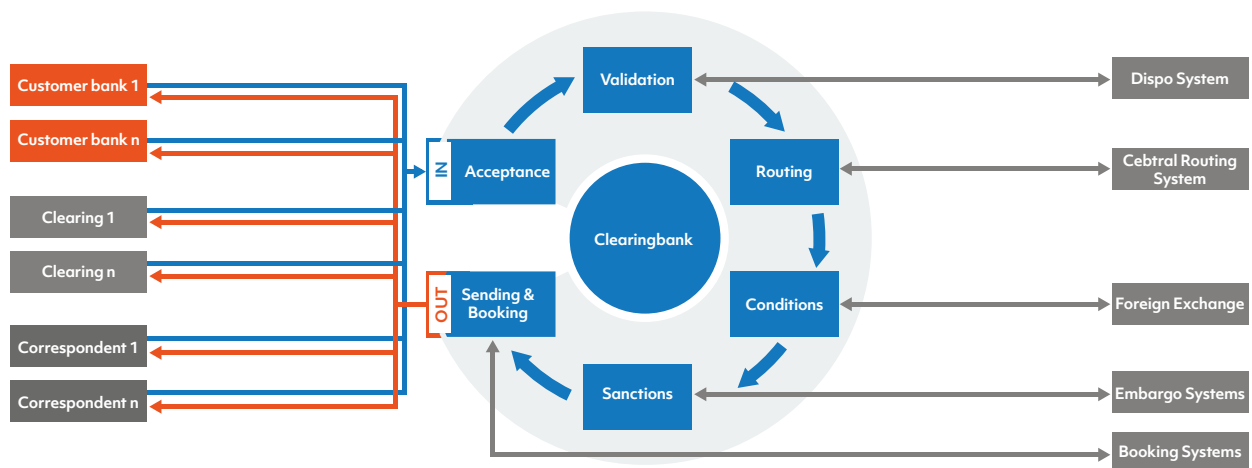 Customer bank 1
Customer bank n
Clearing 1
Clearing n
Correspondent 1
Correspondent n
IN
Acceptance
OUT
Sending &
Booking
Validation
Routing
Clearingbank
Conditions
Sanctions
Dispo System
Cebtral Routing
System
Foreign Exchange
Embargo Systems
Booking Systems